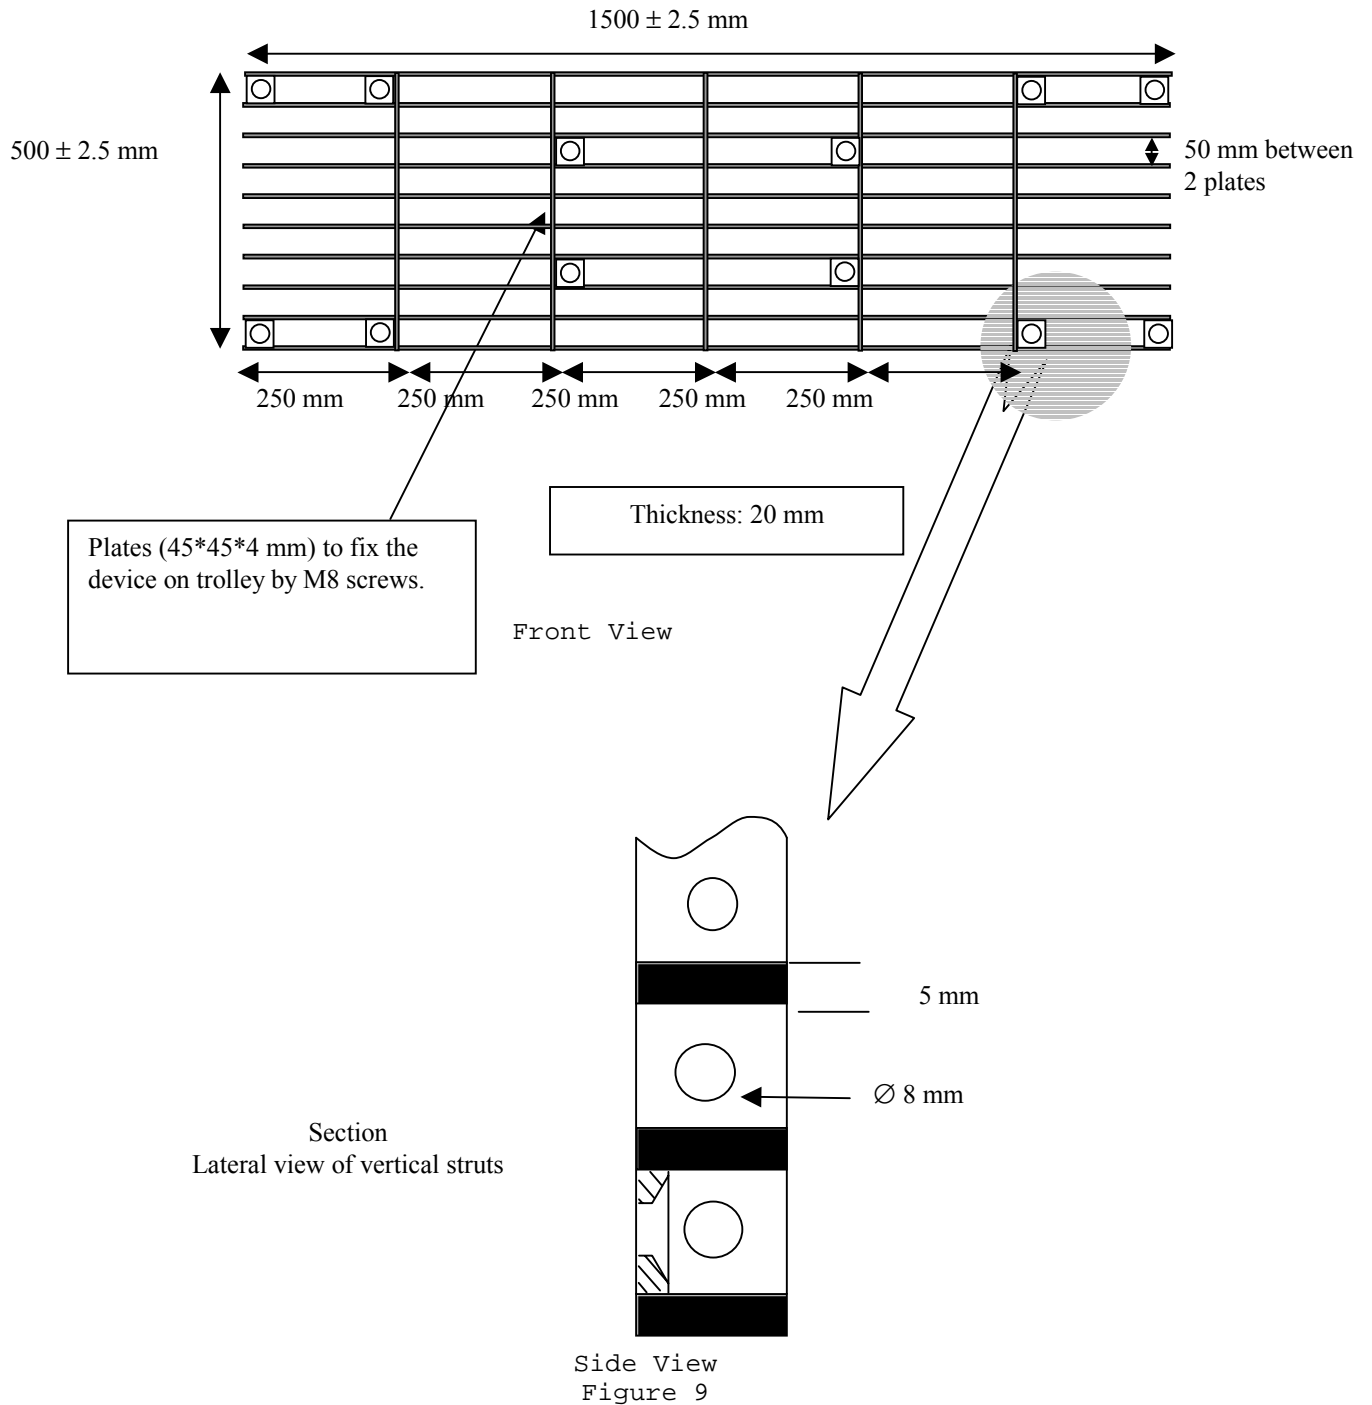 1500 ± 2.5 mm
500 ± 2.5 mm
50 mm between
2 plates
250 mm
250 mm
250 mm
250 mm
250 mm
Thickness: 20 mm
Plates (45*45*4 mm) to fix the
device on trolley by M8 screws.
Front View
5 mm
∅ 8 mm
Section
Lateral view of vertical struts
Side View
Figure 9